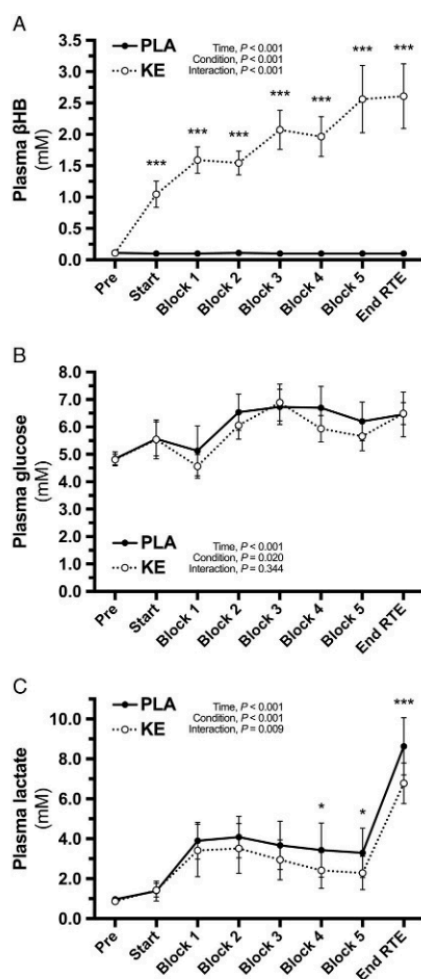 A
PLA
KE
Time, P < 0.001
Condition, P < 0.001
Interaction, P < 0.001
Plasma βHB
(mM)
3.5
3.0
2.5
2.0
1.5
1.0
0.5
0.0
***
***
***
***
***
***
***
Pre
Start
Block 1
Block 2
Block 3
Block 4
Block 5
End RTE
B
Plasma glucose
(mM)
8.0
7.0
6.0
5.0
4.0
3.0
2.0
1.0
0.0
PLA
KE
Time, P < 0.001
Condition, P = 0.020
Interaction, P = 0.344
Pre
Start
Block 1
Block 2
Block 3
Block 4
Block 5
End RTE
C
PLA
KE
Time, P < 0.001
Condition, P < 0.001
Interaction, P = 0.009
Plasma lactate
(mM)
10.0
8.0
6.0
4.0
2.0
0.0
*
*
***
Pre
Start
Block 1
Block 2
Block 3
Block 4
Block 5
End RTE